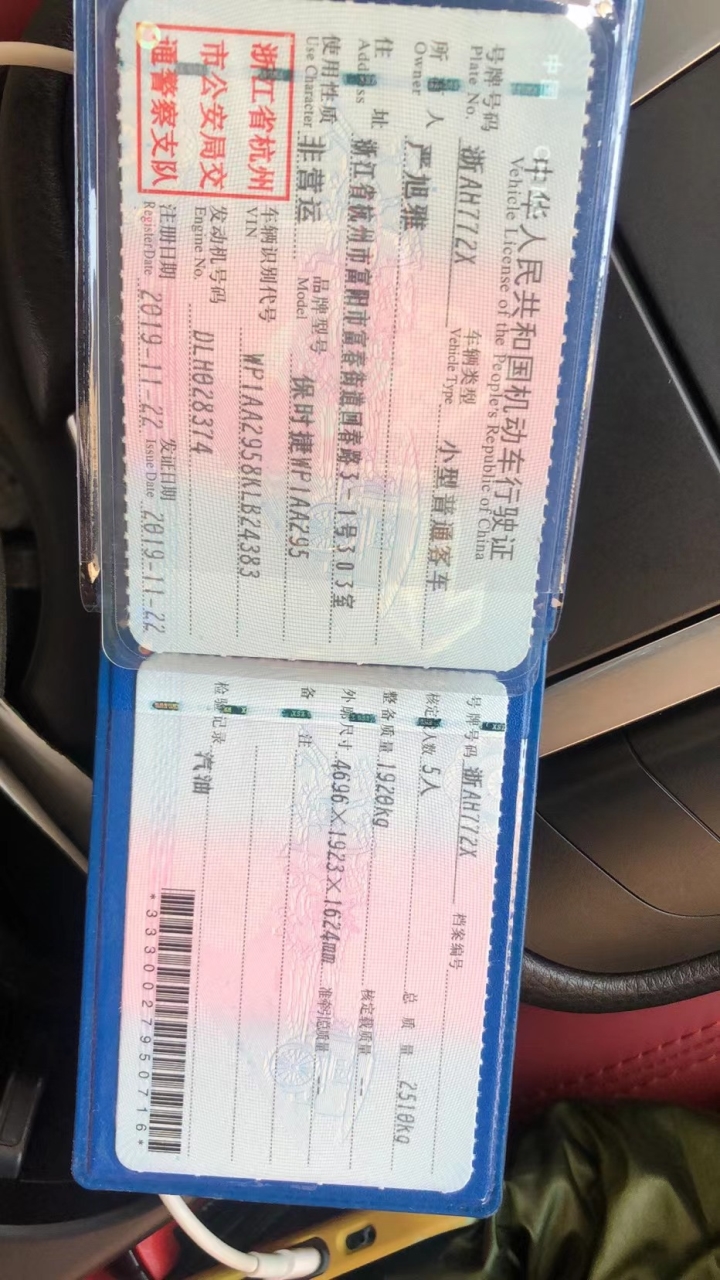 中华人民共和国机动车行驶证
Vehicle License of the People's Republic of China
号牌号码 浙AH772X 车辆类型 小型普通客车
Plate No. Vehicle Type
所有人 严旭雅
Owner
住址 浙江省杭州市富阳市富春街道回春路3-1号303室
Address
使用性质 非营运 品牌型号 保时捷WP1AA295
Use Character Model
浙江省杭州
市公安局交
通警察支队
车辆识别代号 WP1AA2958KLB24383
VIN
发动机号码 DLH028374
Engine No.
注册日期 2019-11-22 发证日期 2019-11-22
Register Date Issue Date
号牌号码 浙AH772X 档案编号
核定人数 5人 总质量 2510kg
整备质量 1920kg 核定载质量 --
外廓尺寸 4696×1923×1624mm 准牵引总质量 --
备注
检验记录 汽油
*3330027950716*